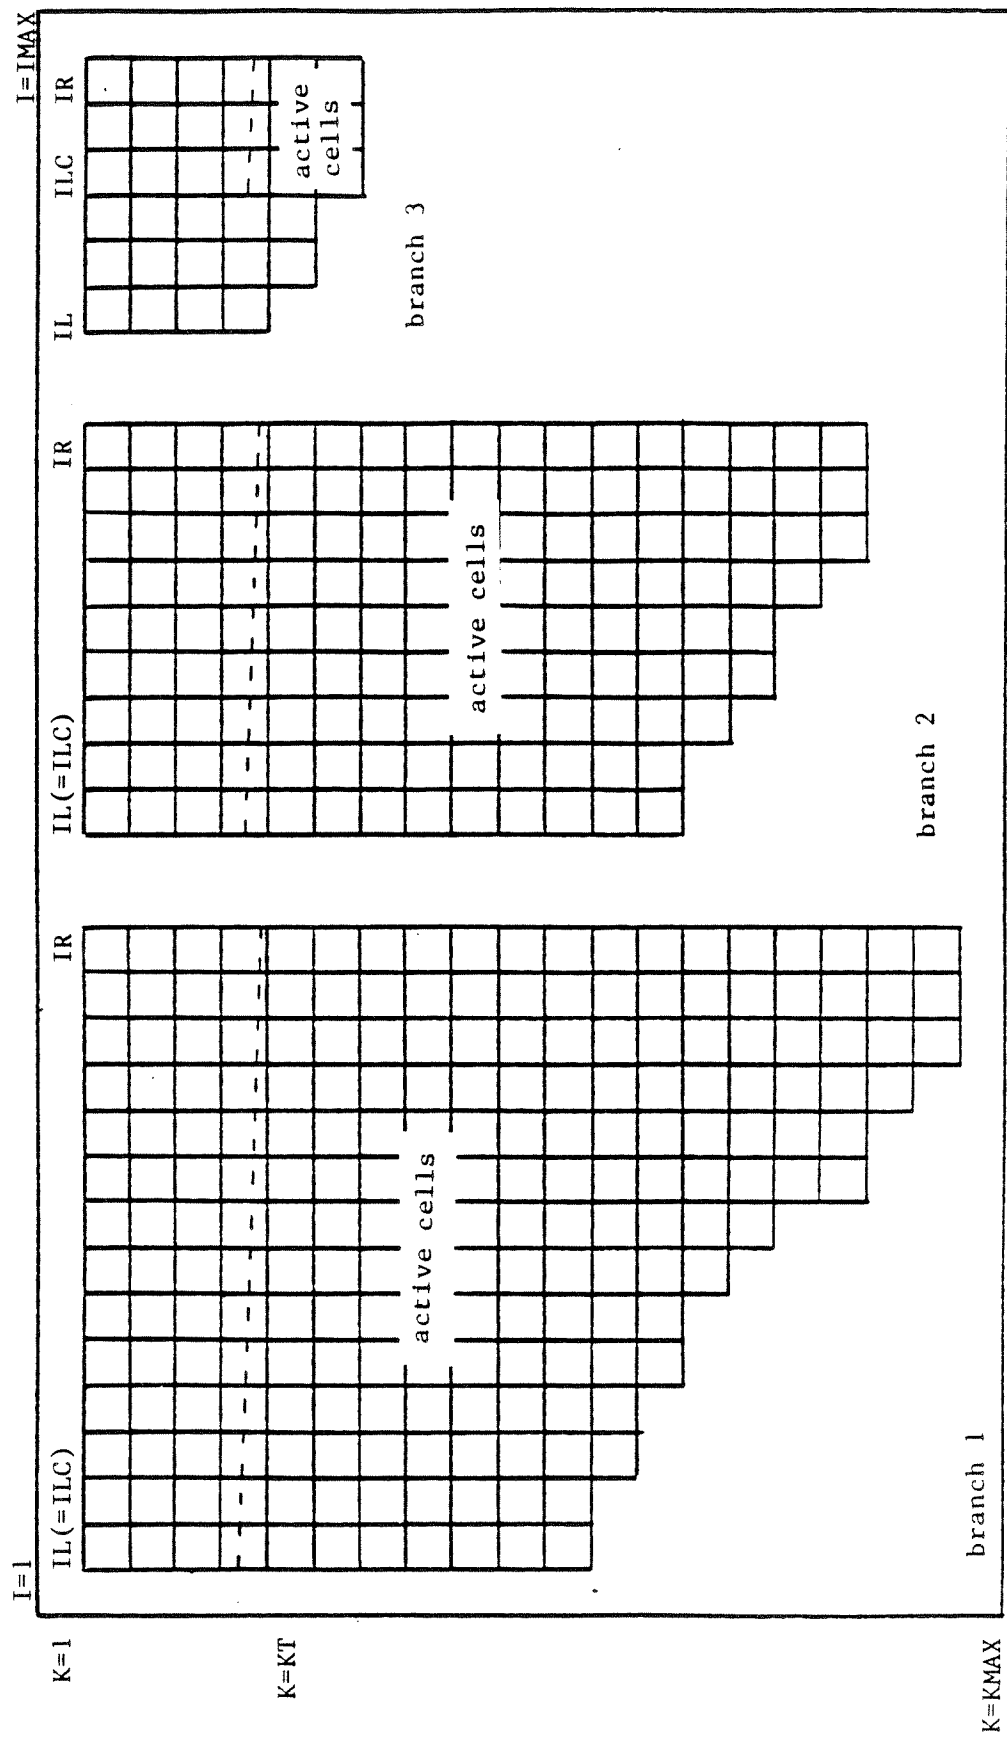 I=1
I=IMAX
K=1
IL(=ILC)
IR
IL(=ILC)
IR
IL
ILC
IR
K=KT
active cells
active cells
active
cells
branch 1
branch 2
branch 3
K=KMAX